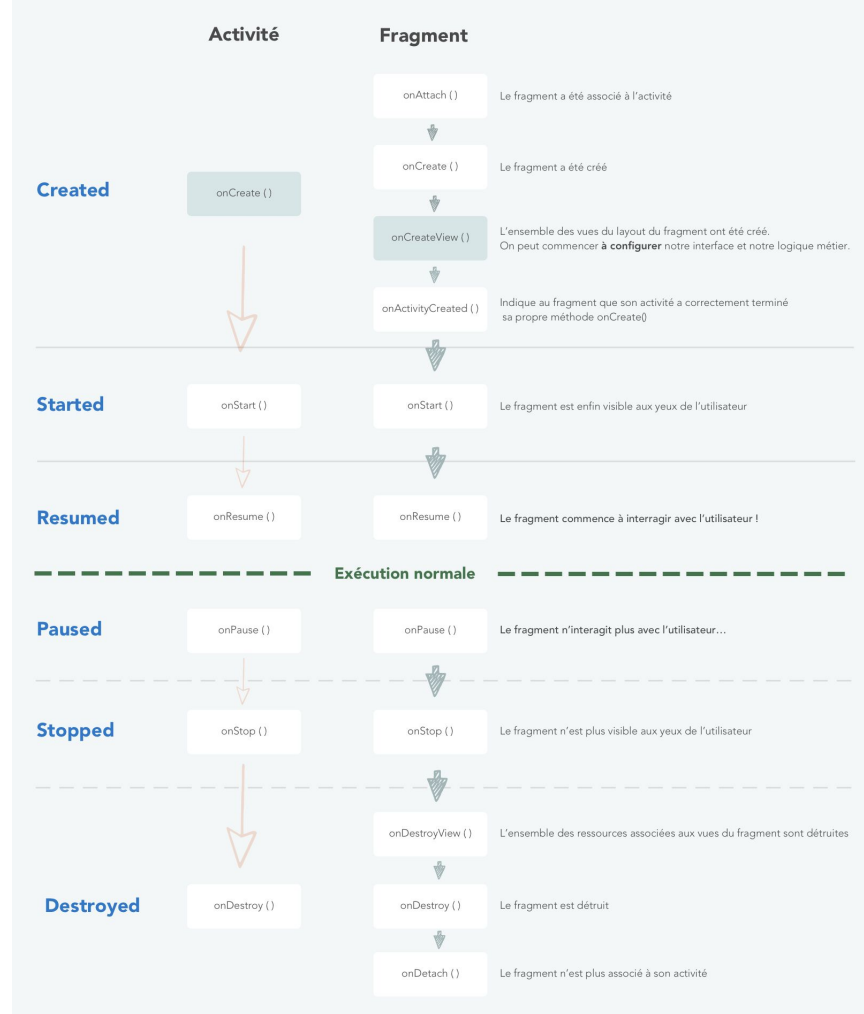 Activité Fragment
onAttach ( ) Le fragment a été associé à l'activité
onCreate ( ) Le fragment a été créé
Created onCreate ( )
onCreateView ( ) L'ensemble des vues du layout du fragment ont été créé.
On peut commencer à configurer notre interface et notre logique métier.
onActivityCreated ( ) Indique au fragment que son activité a correctement terminé
sa propre méthode onCreate()
Started onStart ( ) onStart ( ) Le fragment est enfin visible aux yeux de l'utilisateur
Resumed onResume ( ) onResume ( ) Le fragment commence à interragir avec l'utilisateur !
Exécution normale
Paused onPause ( ) onPause ( ) Le fragment n'interagit plus avec l'utilisateur…
Stopped onStop ( ) onStop ( ) Le fragment n'est plus visible aux yeux de l'utilisateur
onDestroyView ( ) L'ensemble des ressources associées aux vues du fragment sont détruites
Destroyed onDestroy ( ) onDestroy ( ) Le fragment est détruit
onDetach ( ) Le fragment n'est plus associé à son activité